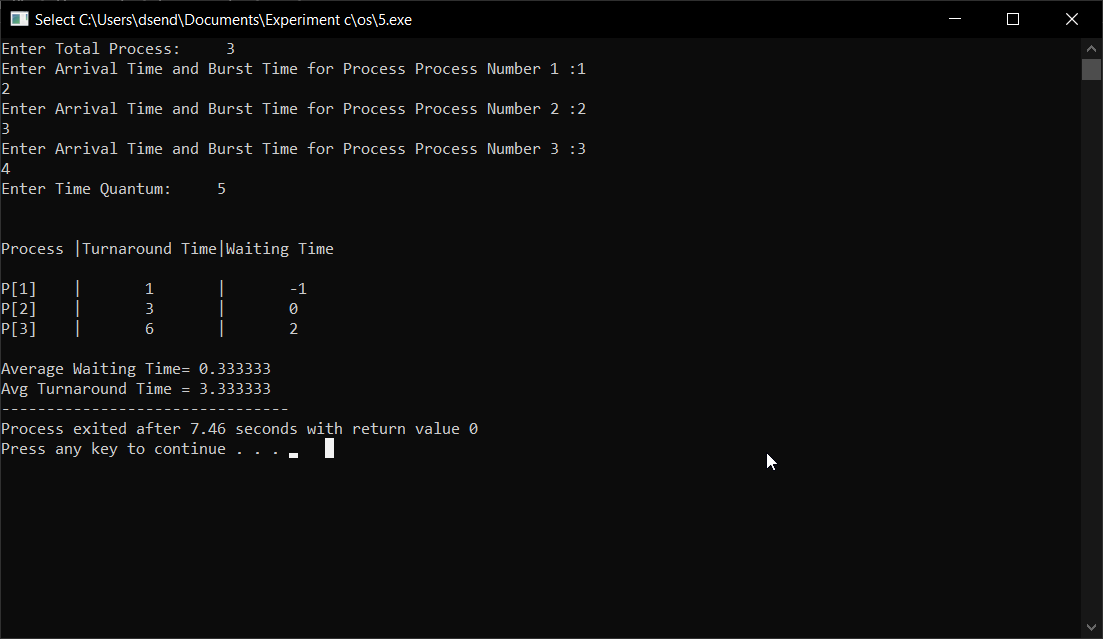 Select C:\Users\dsend\Documents\Experiment c\os\5.exe
Enter Total Process:     3
Enter Arrival Time and Burst Time for Process Process Number 1 :1
2
Enter Arrival Time and Burst Time for Process Process Number 2 :2
3
Enter Arrival Time and Burst Time for Process Process Number 3 :3
4
Enter Time Quantum:     5
Process |Turnaround Time|Waiting Time
P[1]    |       1       |       -1
P[2]    |       3       |       0
P[3]    |       6       |       2
Average Waiting Time= 0.333333
Avg Turnaround Time = 3.333333
--------------------------------
Process exited after 7.46 seconds with return value 0
Press any key to continue . . .